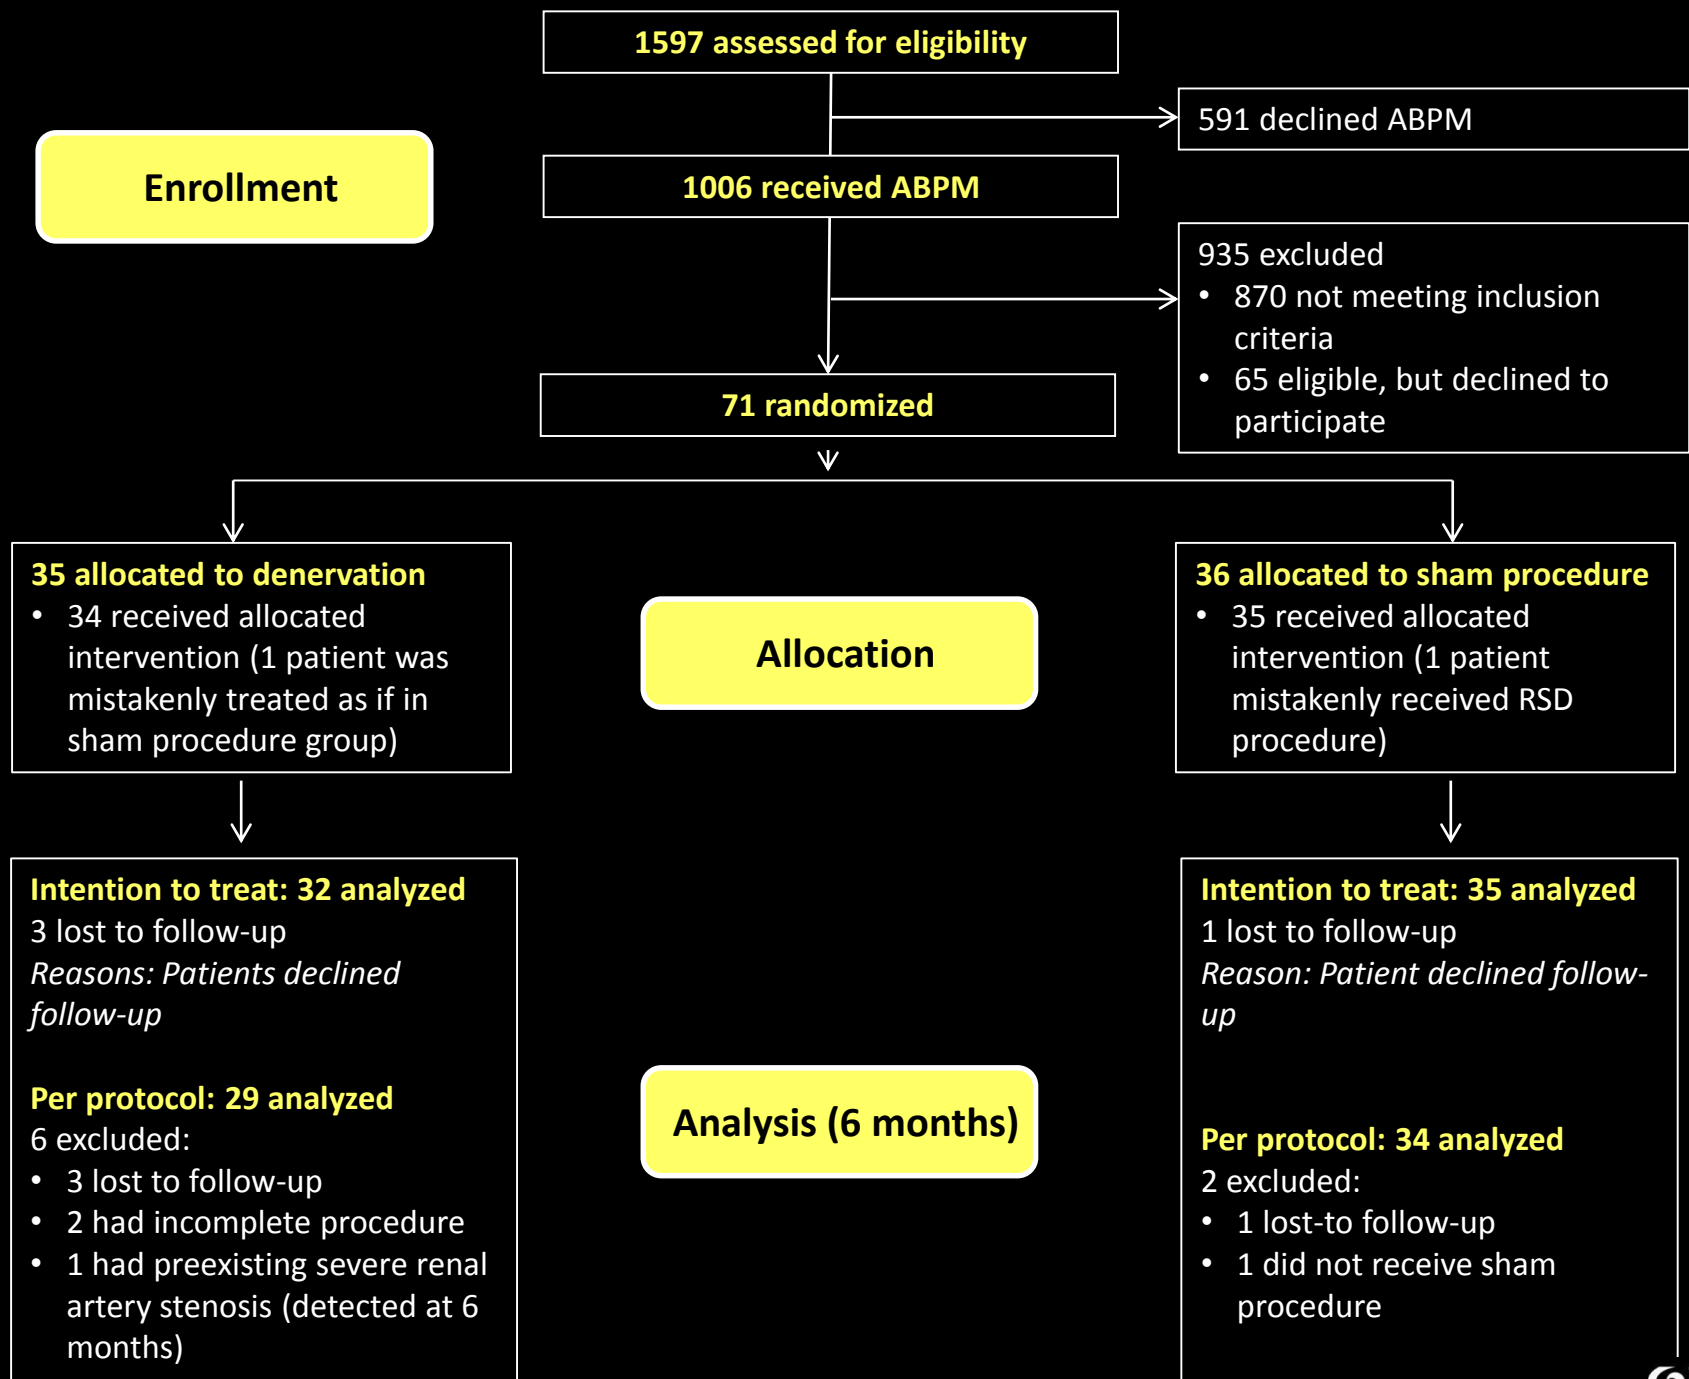 1597 assessed for eligibility
591 declined ABPM
Enrollment
1006 received ABPM
935 excluded
• 870 not meeting inclusion
criteria
• 65 eligible, but declined to
participate
71 randomized
35 allocated to denervation
• 34 received allocated
intervention (1 patient was
mistakenly treated as if in
sham procedure group)
Allocation
36 allocated to sham procedure
• 35 received allocated
intervention (1 patient
mistakenly received RSD
procedure)
Intention to treat: 32 analyzed
3 lost to follow-up
Reasons: Patients declined
follow-up
Per protocol: 29 analyzed
6 excluded:
• 3 lost to follow-up
• 2 had incomplete procedure
• 1 had preexisting severe renal
artery stenosis (detected at 6
months)
Analysis (6 months)
Intention to treat: 35 analyzed
1 lost to follow-up
Reason: Patient declined follow-
up
Per protocol: 34 analyzed
2 excluded:
• 1 lost-to follow-up
• 1 did not receive sham
procedure